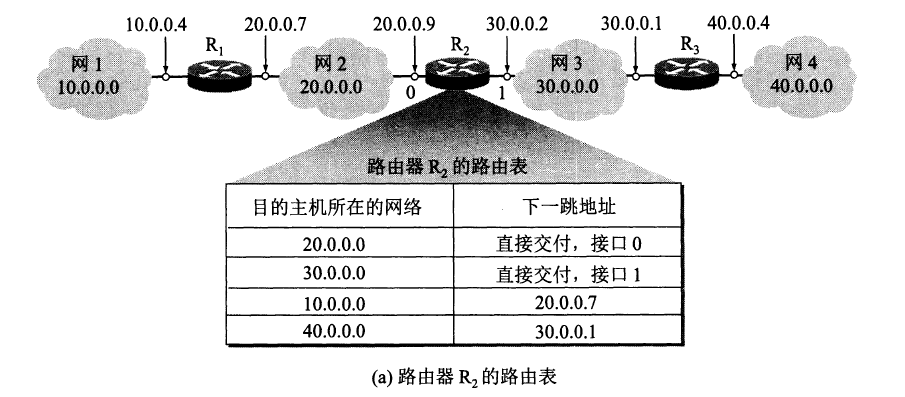 10.0.0.4 20.0.0.7 20.0.0.9 30.0.0.2 30.0.0.1 40.0.0.4
R1 R2 R3
网 1 网 2 网 3 网 4
10.0.0.0 20.0.0.0 0 1 30.0.0.0 40.0.0.0
路由器 R2 的路由表
目的主机所在的网络 下一跳地址
20.0.0.0 直接交付，接口 0
30.0.0.0 直接交付，接口 1
10.0.0.0 20.0.0.7
40.0.0.0 30.0.0.1
(a) 路由器 R2 的路由表